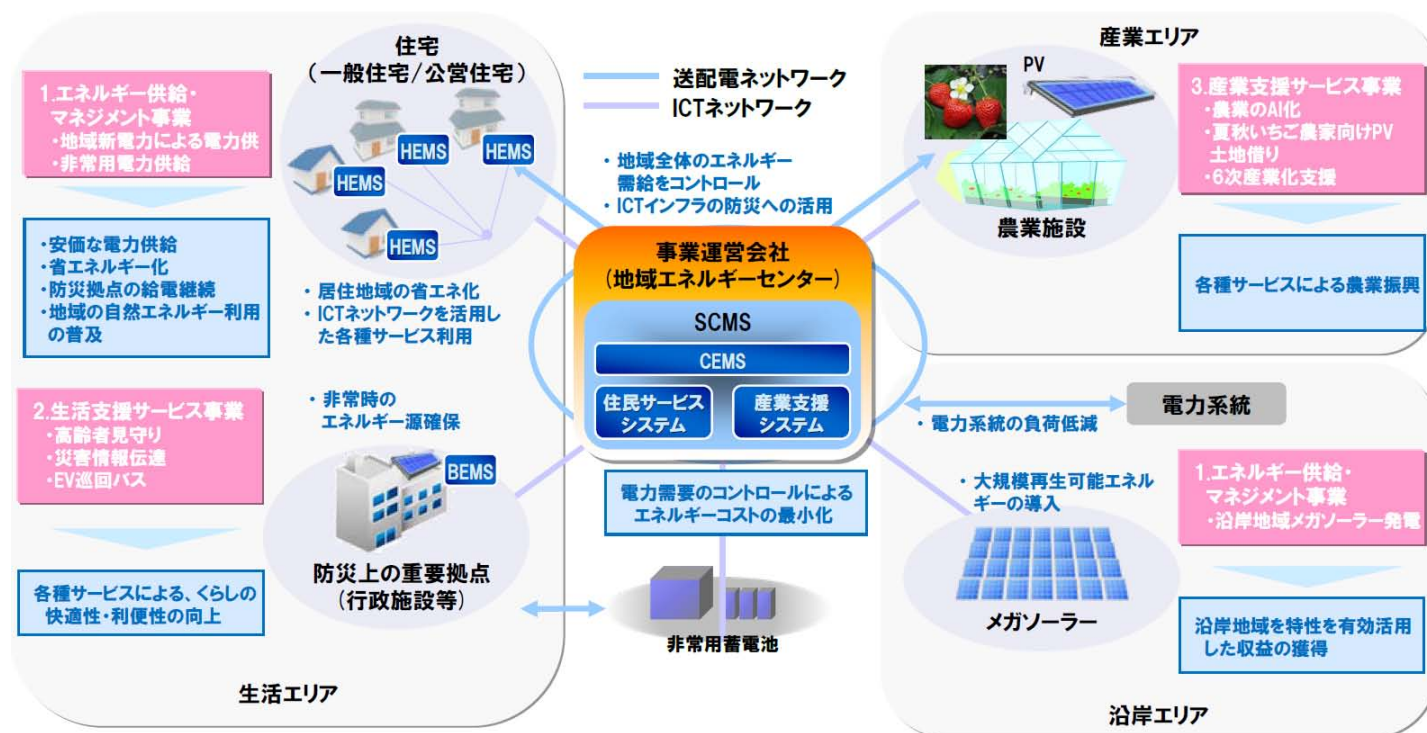 住宅
(一般住宅/公営住宅)
1.エネルギー供給・
マネジメント事業
・地域新電力による電力供
・非常用電力供給
HEMS
HEMS
HEMS
HEMS
・安価な電力供給
・省エネルギー化
・防災拠点の給電継続
・地域の自然エネルギー利用
の普及
・居住地域の省エネ化
・ICTネットワークを活用し
た各種サービス利用
2.生活支援サービス事業
・高齢者見守り
・災害情報伝達
・EV巡回バス
・非常時の
エネルギー源確保
BEMS
防災上の重要拠点
(行政施設等)
各種サービスによる、くらしの
快適性・利便性の向上
生活エリア
送配電ネットワーク
ICTネットワーク
・地域全体のエネルギー
需給をコントロール
・ICTインフラの防災への活用
事業運営会社
(地域エネルギーセンター)
SCMS
CEMS
住民サービス
システム
産業支援
システム
電力需要のコントロールによる
エネルギーコストの最小化
非常用蓄電池
産業エリア
PV
農業施設
3.産業支援サービス事業
・農業のAI化
・夏秋いちご農家向けPV
土地借り
・6次産業化支援
各種サービスによる農業振興
電力系統
・電力系統の負荷低減
・大規模再生可能エネル
ギーの導入
メガソーラー
1.エネルギー供給・
マネジメント事業
・沿岸地域メガソーラー発電
沿岸地域を特性を有効活用
した収益の獲得
沿岸エリア